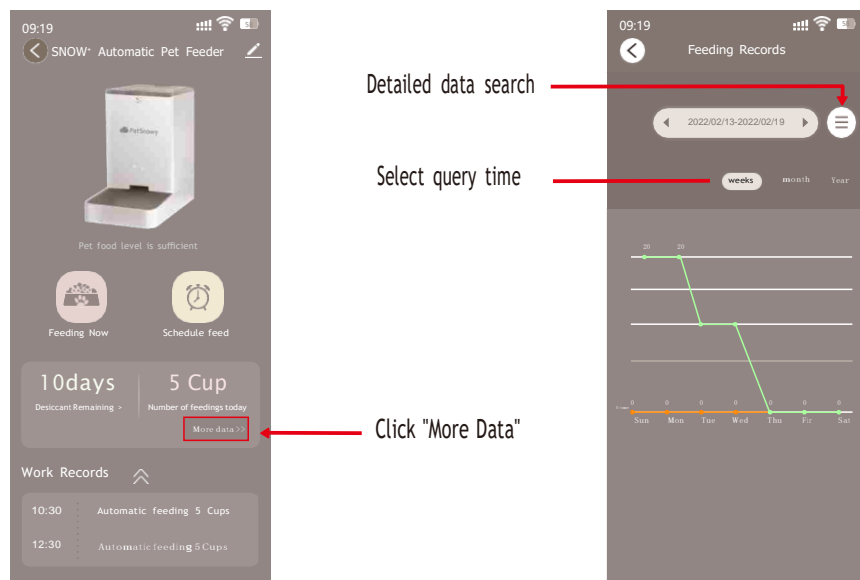 09:19
SNOW+ Automatic Pet Feeder
PetSnowy
Pet food level is sufficient
Feeding Now
Schedule feed
10days
5 Cup
Desiccant Remaining >
Number of feedings today
More data >>
Work Records
10:30 Automatic feeding 5 Cups
12:30 Automatic feeding 5 Cups
Detailed data search
Select query time
Click "More Data"
09:19
Feeding Records
2022/02/13-2022/02/19
weeks month Year
20 20
0 0 0 0 0 0 0
Sun Mon Tue Wed Thu Fir Sat